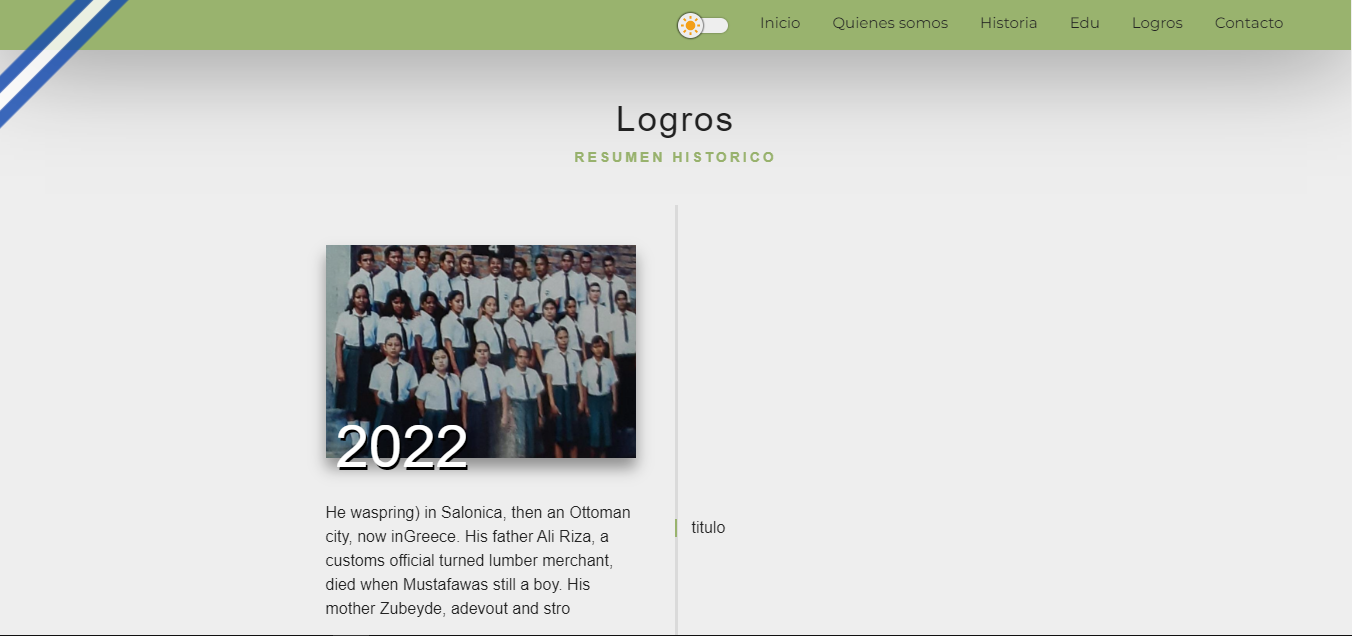 Inicio Quienes somos Historia Edu Logros Contacto
Logros
RESUMEN HISTORICO
4
2022
He waspring) in Salonica, then an Ottoman
city, now inGreece. His father Ali Riza, a
customs official turned lumber merchant,
died when Mustafawas still a boy. His
mother Zubeyde, adevout and stro
titulo